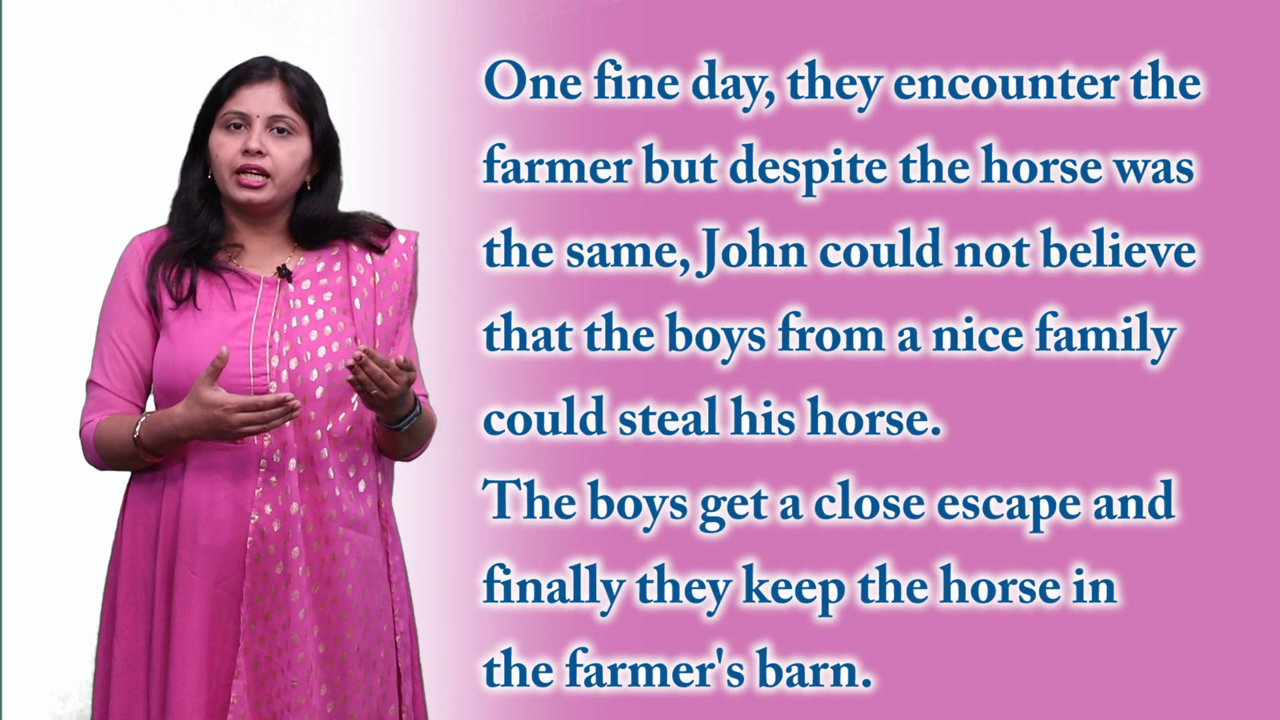 One fine day, they encounter the
farmer but despite the horse was
the same, John could not believe
that the boys from a nice family
could steal his horse.
The boys get a close escape and
finally they keep the horse in
the farmer's barn.